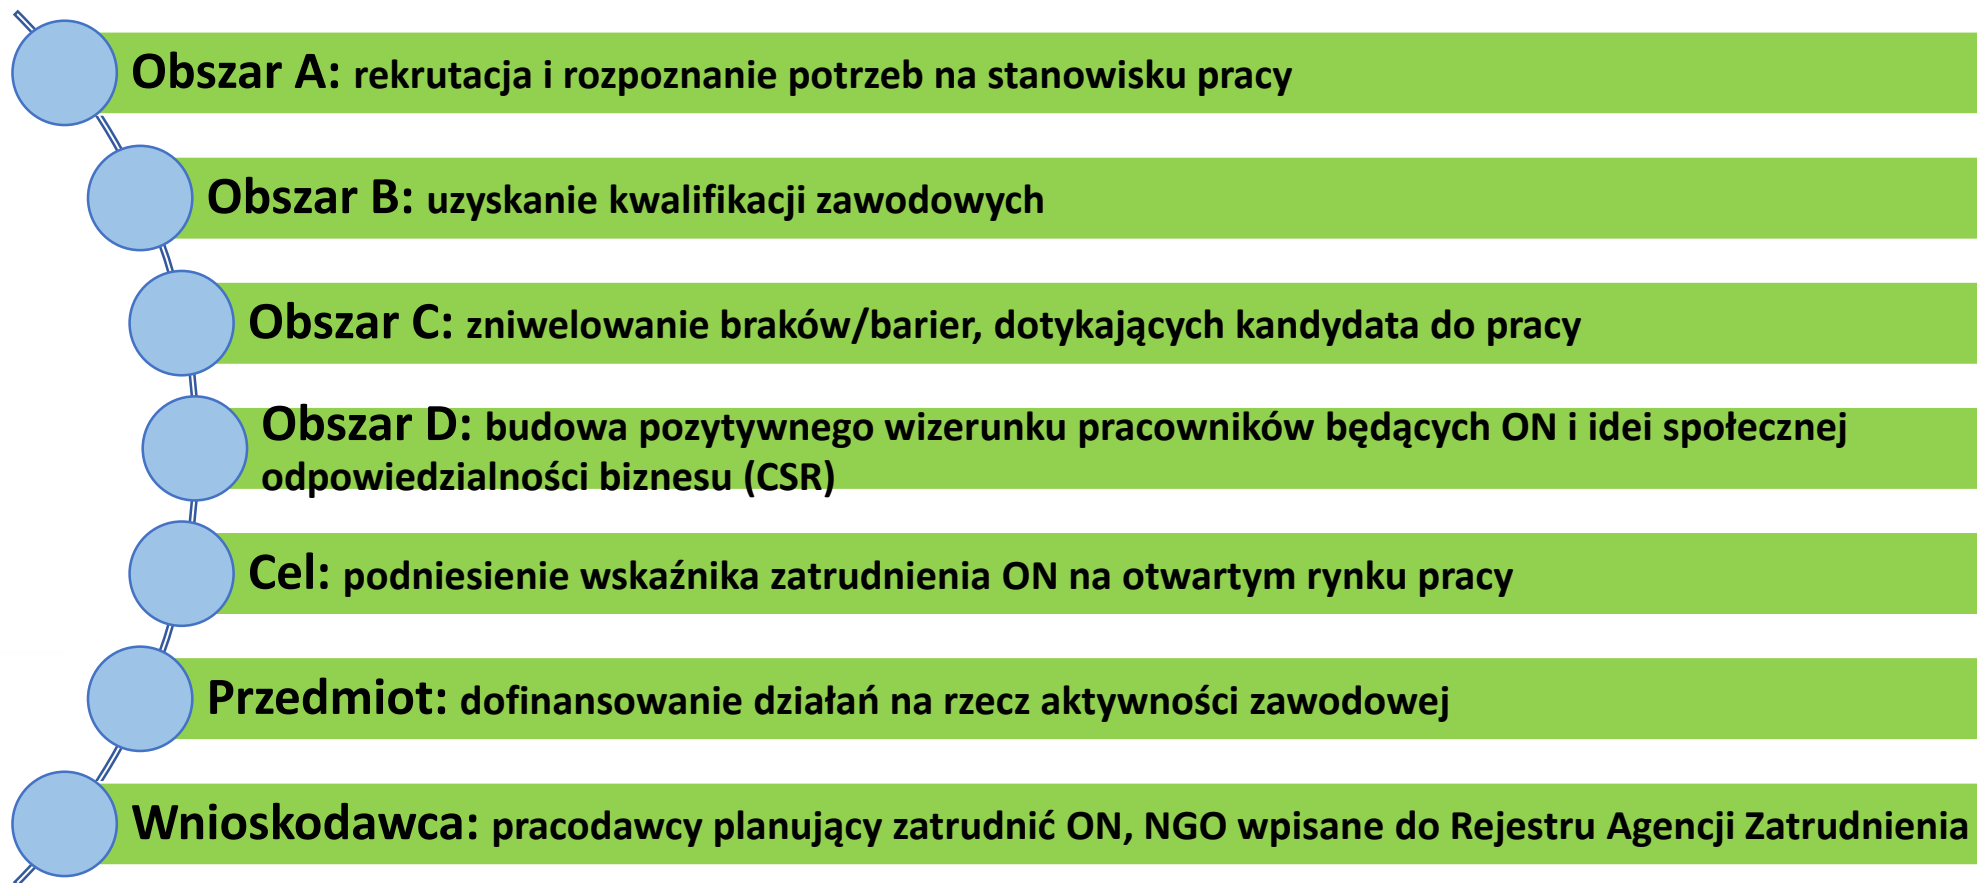 Obszar A: rekrutacja i rozpoznanie potrzeb na stanowisku pracy
Obszar B: uzyskanie kwalifikacji zawodowych
Obszar C: zniwelowanie braków/barier, dotykających kandydata do pracy
Obszar D: budowa pozytywnego wizerunku pracowników będących ON i idei społecznej
odpowiedzialności biznesu (CSR)
Cel: podniesienie wskaźnika zatrudnienia ON na otwartym rynku pracy
Przedmiot: dofinansowanie działań na rzecz aktywności zawodowej
Wnioskodawca: pracodawcy planujący zatrudnić ON, NGO wpisane do Rejestru Agencji Zatrudnienia